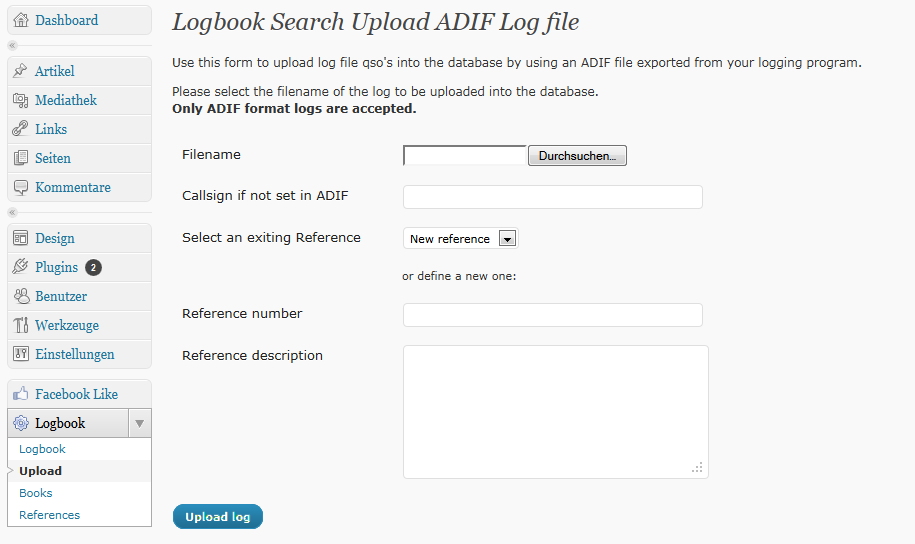 Dashboard
Artikel
Mediathek
Links
Seiten
Kommentare
Design
Plugins 2
Benutzer
Werkzeuge
Einstellungen
Facebook Like
Logbook
Logbook
Upload
Books
References
Logbook Search Upload ADIF Log file
Use this form to upload log file qso's into the database by using an ADIF file exported from your logging program.
Please select the filename of the log to be uploaded into the database.
Only ADIF format logs are accepted.
Filename Durchsuchen...
Callsign if not set in ADIF
Select an exiting Reference New reference
or define a new one:
Reference number
Reference description
Upload log